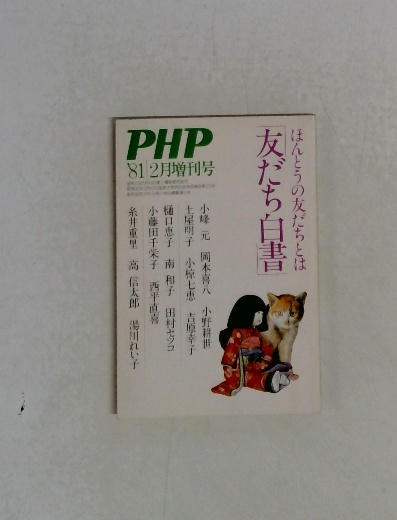 PHP
'81 2月増刊号
ほんとうの友だちとは
「友だち白書」
小峰 元 岡本喜八 小野耕世
土屋明子 小椋七恵 吉原幸子
樋口恵子 南 和子 田村セツコ
小藤田千栄子 西平直喜
糸井重里 高 信太郎 湯川れい子